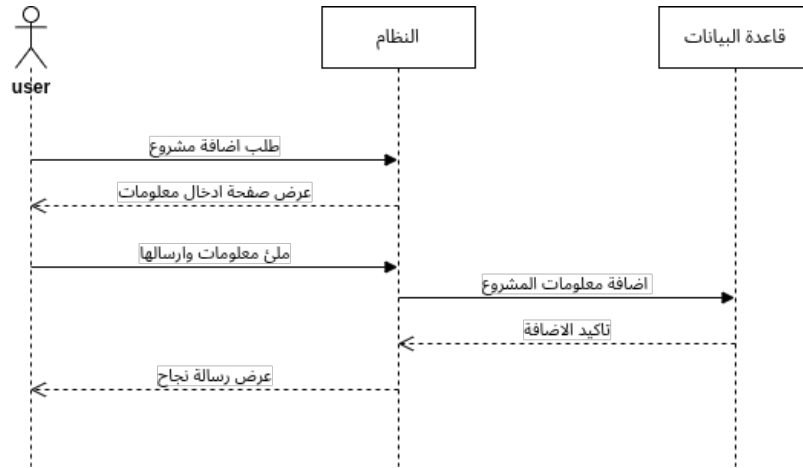 النظام
قاعدة البيانات
user
طلب اضافة مشروع
عرض صفحة ادخال معلومات
ملئ معلومات وارسالها
اضافة معلومات المشروع
تاكيد الاضافة
عرض رسالة نجاح